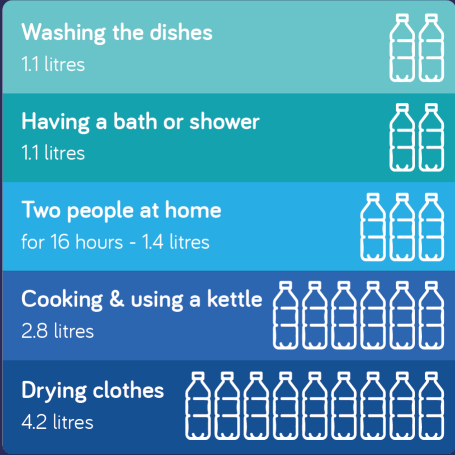 Washing the dishes
1.1 litres
Having a bath or shower
1.1 litres
Two people at home
for 16 hours - 1.4 litres
Cooking & using a kettle
2.8 litres
Drying clothes
4.2 litres